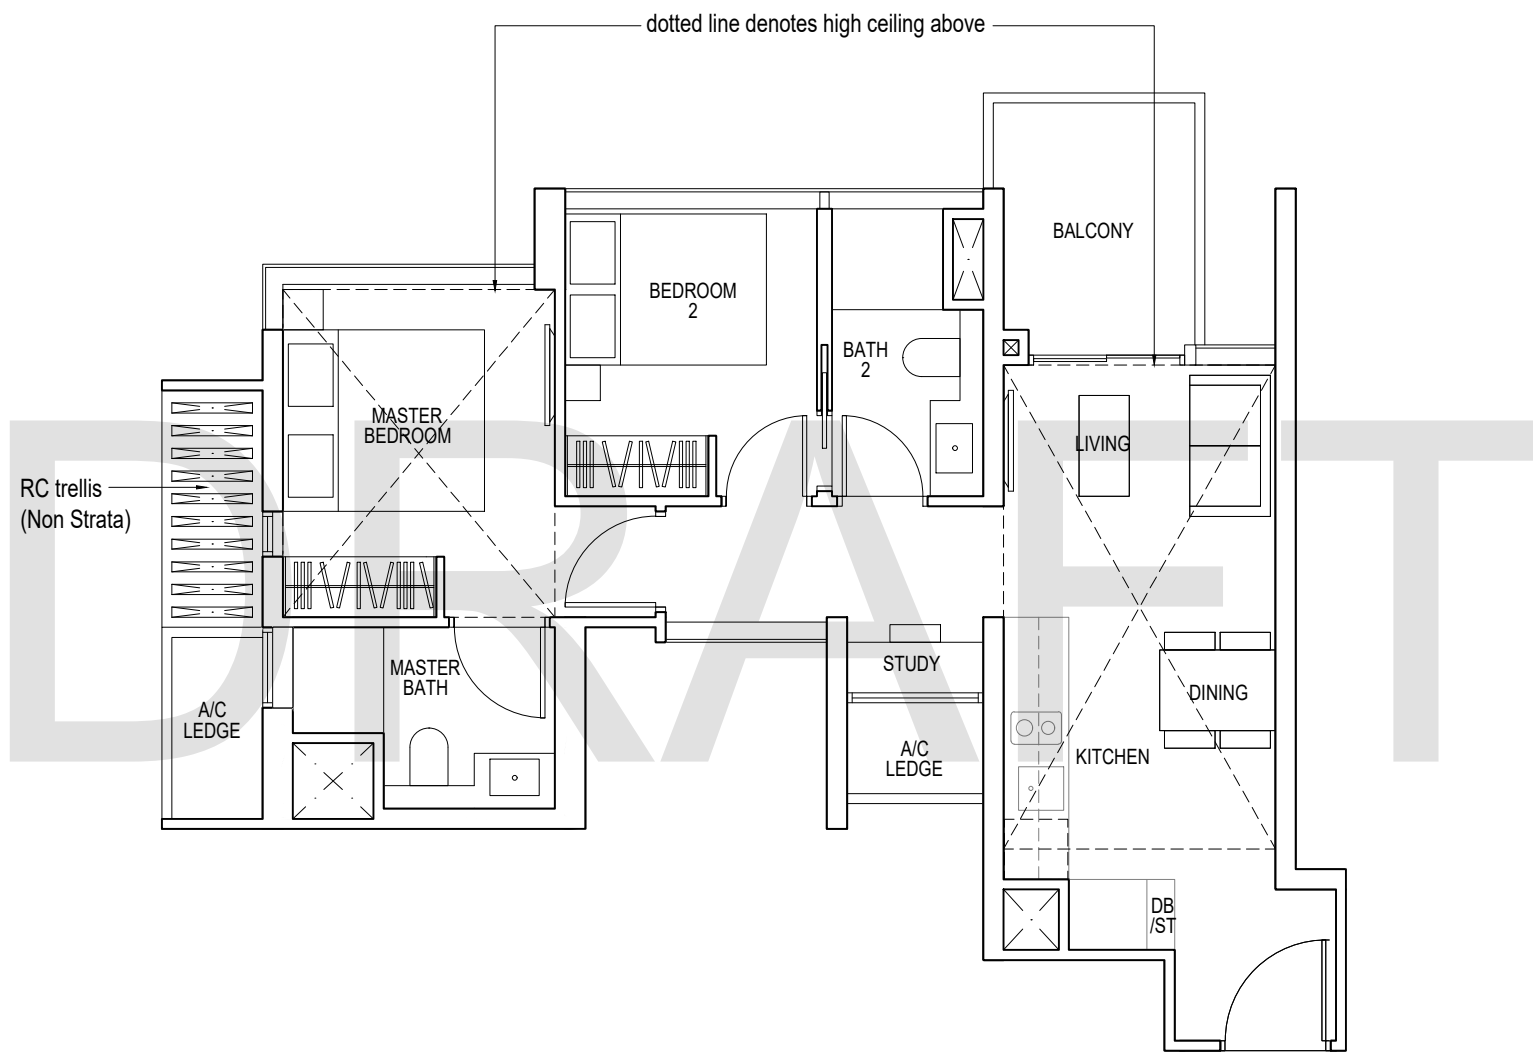 dotted line denotes high ceiling above
BALCONY
BEDROOM
2
BATH
2
MASTER
BEDROOM
LIVING
RC trellis
(Non Strata)
DRAFT
STUDY
MASTER
BATH
DINING
A/C
LEDGE
A/C
LEDGE
KITCHEN
DB
/ST